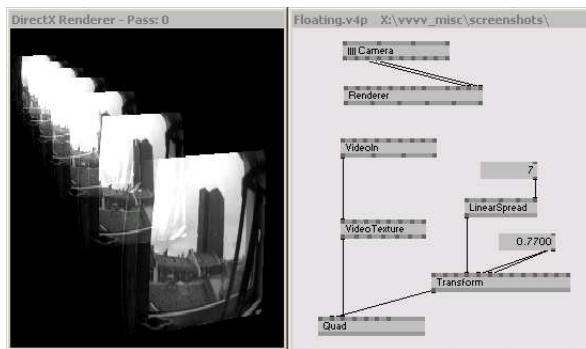 DirectX Renderer - Pass: 0
Floating.v4p X:\vvvv_misc\screenshots\
Camera
Renderer
VideoIn
7
LinearSpread
VideoTexture
0.7700
Transform
Quad